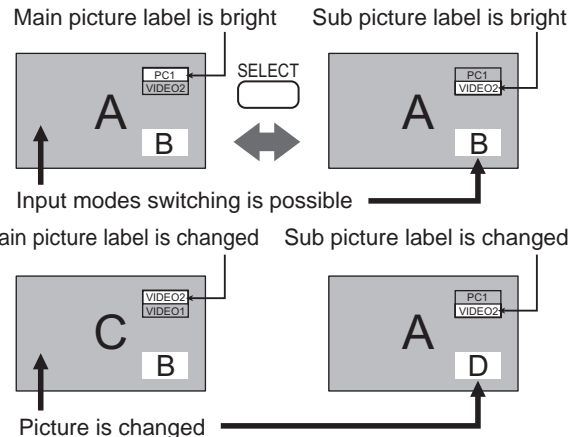 Main picture label is bright
Sub picture label is bright
PC1
VIDEO2
A
B
SELECT
PC1
VIDEO2
A
B
Input modes switching is possible
ain picture label is changed
Sub picture label is changed
VIDEO2
VIDEO1
C
B
PC1
VIDEO2
A
D
Picture is changed